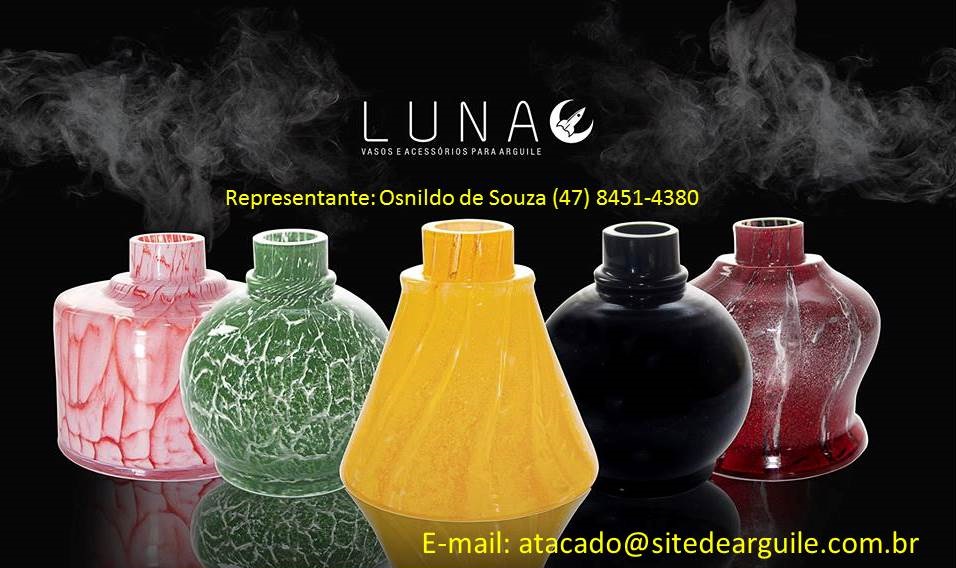 LUNA
VASOS E ACESSÓRIOS PARA ARGUILE
Representante: Osnildo de Souza (47) 8451-4380
E-mail: atacado@sitedearguile.com.br